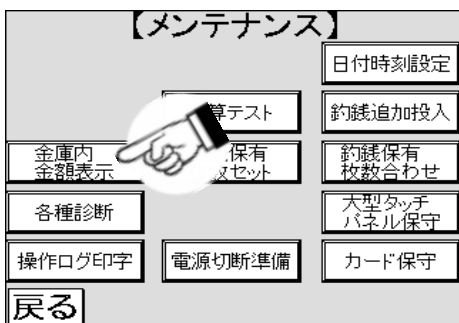 【メンテナンス】
日付時刻設定
算テスト
釣銭追加投入
金庫内
金額表示
保有
セット
釣銭保有
枚数合わせ
各種診断
大型タッチ
パネル保守
操作ログ印字
電源切断準備
カード保守
戻る